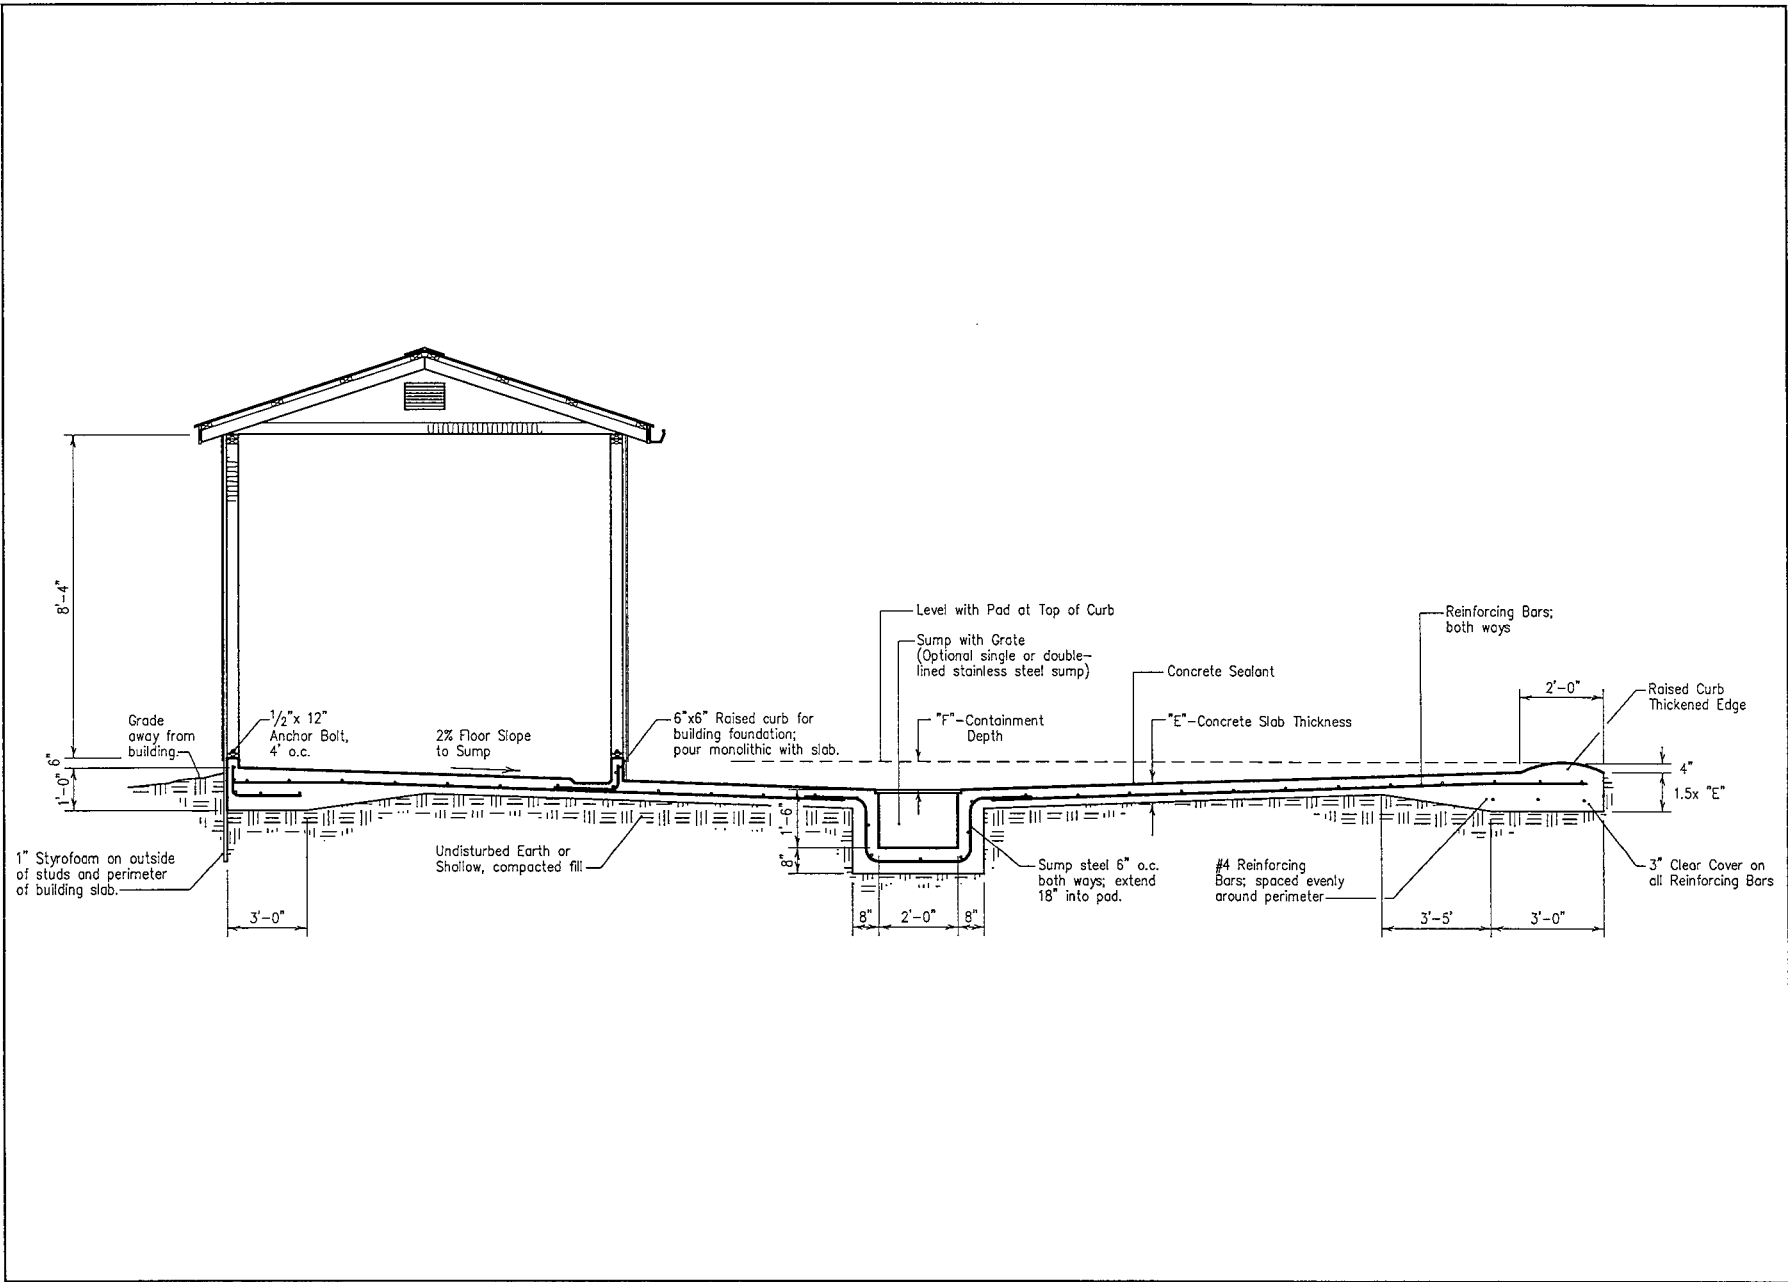 8'-4"
6"
1'-0"
Grade
away from
building
1/2"x 12"
Anchor Bolt,
4' o.c.
2% Floor Slope
to Sump
6"x6" Raised curb for
building foundation;
pour monolithic with slab.
Level with Pad at Top of Curb
Sump with Grate
(Optional single or double-
lined stainless steel sump)
"F"-Containment
Depth
Concrete Sealant
"E"-Concrete Slab Thickness
Reinforcing Bars;
both ways
2'-0"
Raised Curb
Thickened Edge
4"
1.5x "E"
1" Styrofoam on outside
of studs and perimeter
of building slab.
3'-0"
Undisturbed Earth or
Shallow, compacted fill
1'-6"
8"
8"
2'-0"
8"
Sump steel 6" o.c.
both ways; extend
18" into pad.
#4 Reinforcing
Bars; spaced evenly
around perimeter
3'-5'
3'-0"
3" Clear Cover on
all Reinforcing Bars